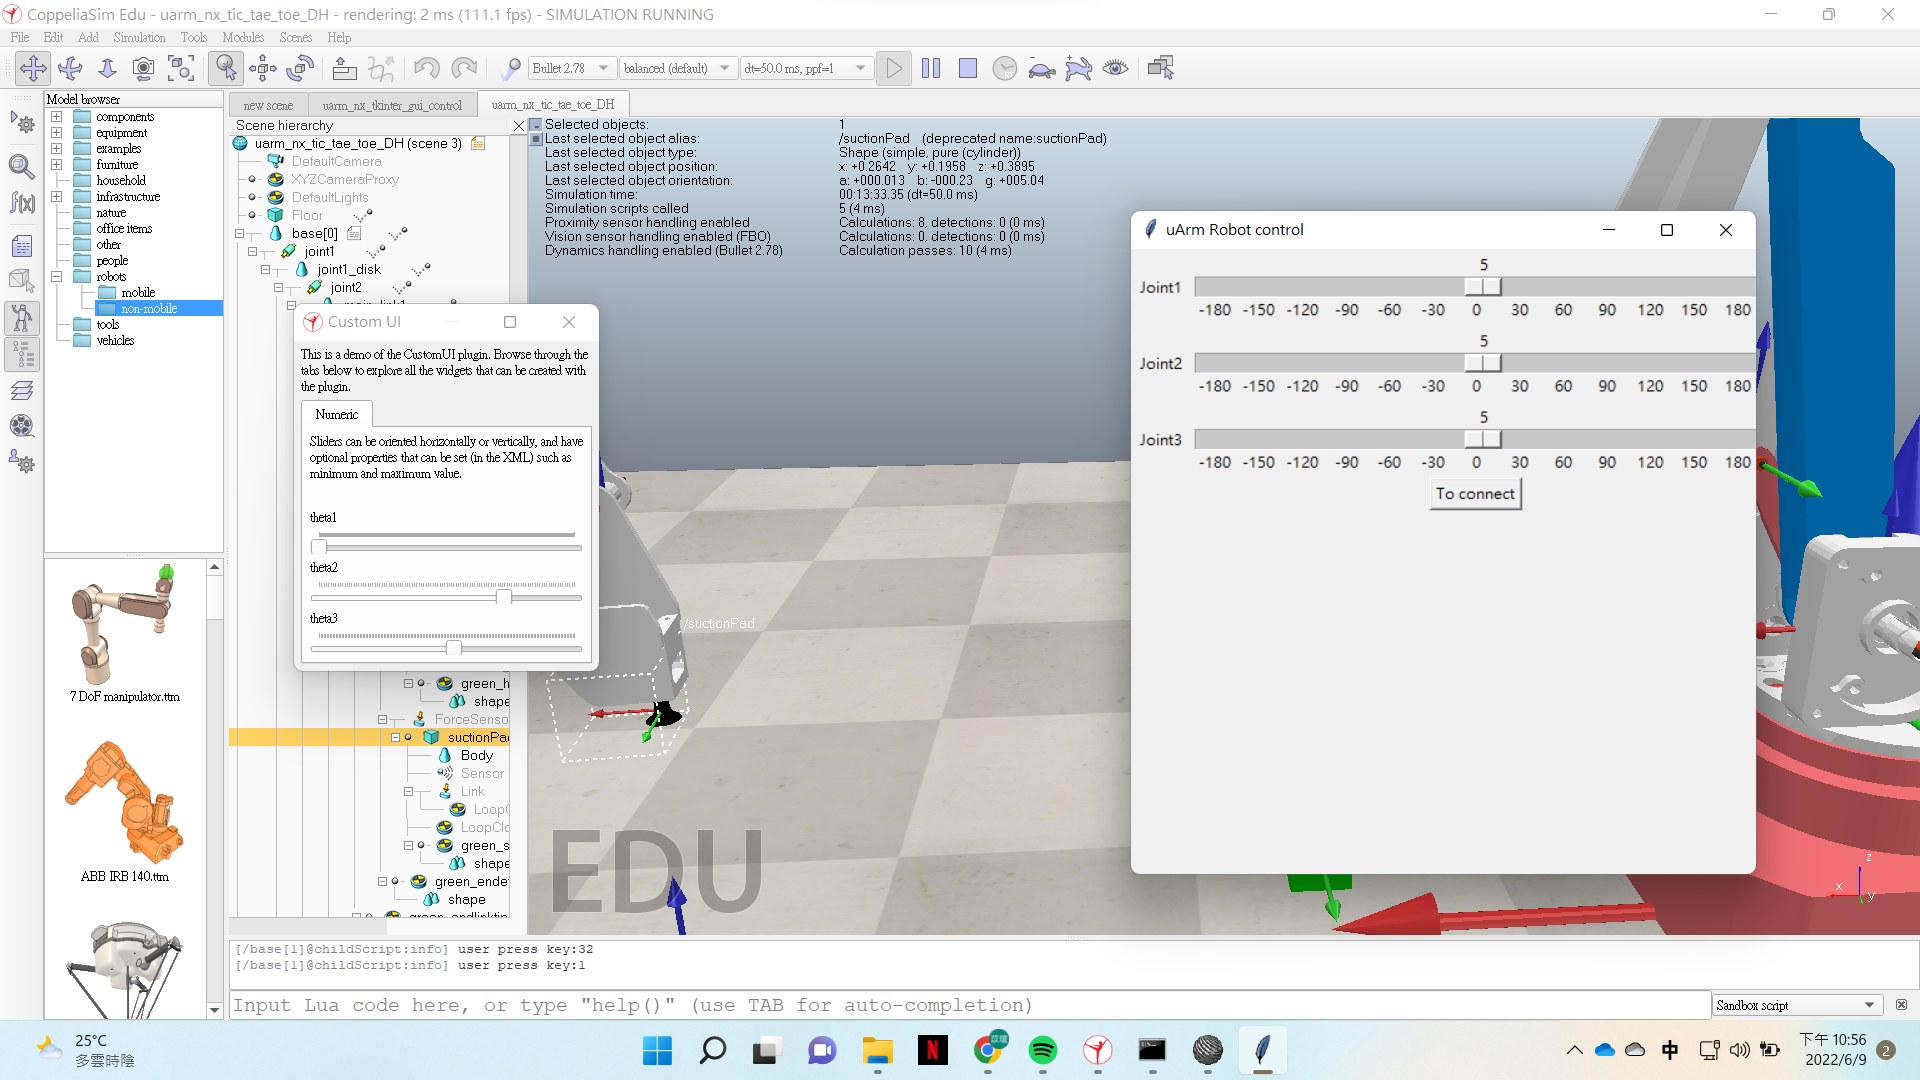 CoppeliaSim Edu - uarm_nx_tic_tae_toe_DH - rendering: 2 ms (111.1 fps) - SIMULATION RUNNING
File Edit Add Simulation Tools Modules Scenes Help
Bullet 2.78 balanced (default) dt=50.0 ms, ppf=1
Model browser
components
equipment
examples
furniture
household
infrastructure
nature
office items
other
people
robots
mobile
non-mobile
tools
vehicles
7 DoF manipulator.ttm
ABB IRB 140.ttm
new scene uarm_nx_tkinter_gui_control uarm_nx_tic_tae_toe_DH
Scene hierarchy
uarm_nx_tic_tae_toe_DH (scene 3)
DefaultCamera
XYZCameraProxy
DefaultLights
Floor
base[0]
joint1
joint1_disk
joint2
green_h
shape
ForceSenso
suctionPa
Body
Sensor
Link
LoopC
LoopClo
green_s
shape
green_endef
shape
green_endlinktip
Selected objects: 1
Last selected object alias: /suctionPad (deprecated name:suctionPad)
Last selected object type: Shape (simple, pure (cylinder))
Last selected object position: x: +0.2642 y: +0.1958 z: +0.3895
Last selected object orientation: a: +000.013 b: -000.23 g: +005.04
Simulation time: 00:13:33.35 (dt=50.0 ms)
Simulation scripts called 5 (4 ms)
Proximity sensor handling enabled Calculations: 8, detections: 0 (0 ms)
Vision sensor handling enabled (FBO) Calculations: 0, detections: 0 (0 ms)
Dynamics handling enabled (Bullet 2.78) Calculation passes: 10 (4 ms)
Custom UI
This is a demo of the CustomUI plugin. Browse through the
tabs below to explore all the widgets that can be created with
the plugin.
Numeric
Sliders can be oriented horizontally or vertically, and have
optional properties that can be set (in the XML) such as
minimum and maximum value.
theta1
theta2
theta3
/suctionPad
EDU
uArm Robot control
5
Joint1
-180 -150 -120 -90 -60 -30 0 30 60 90 120 150 180
5
Joint2
-180 -150 -120 -90 -60 -30 0 30 60 90 120 150 180
5
Joint3
-180 -150 -120 -90 -60 -30 0 30 60 90 120 150 180
To connect
z
x
y
[/base[1]@childScript:info] user press key:32
[/base[1]@childScript:info] user press key:1
Input Lua code here, or type "help()" (use TAB for auto-completion)
Sandbox script
25°C
多雲時陰
中
下午 10:56
2022/6/9
2